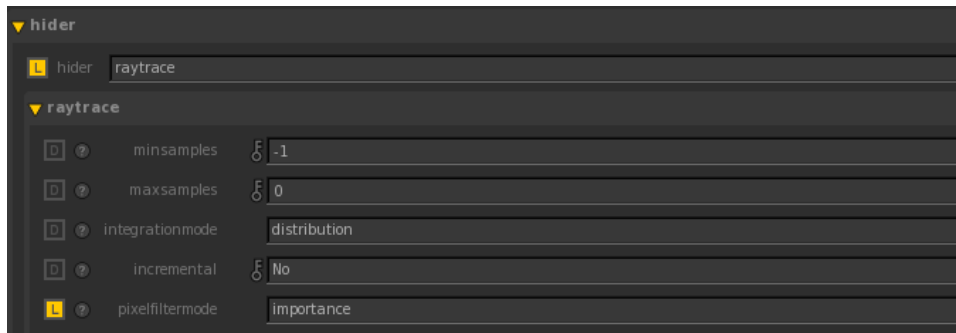 hider
L hider raytrace
raytrace
D ? minsamples -1
D ? maxsamples 0
D ? integrationmode distribution
D ? incremental No
L ? pixelfiltermode importance